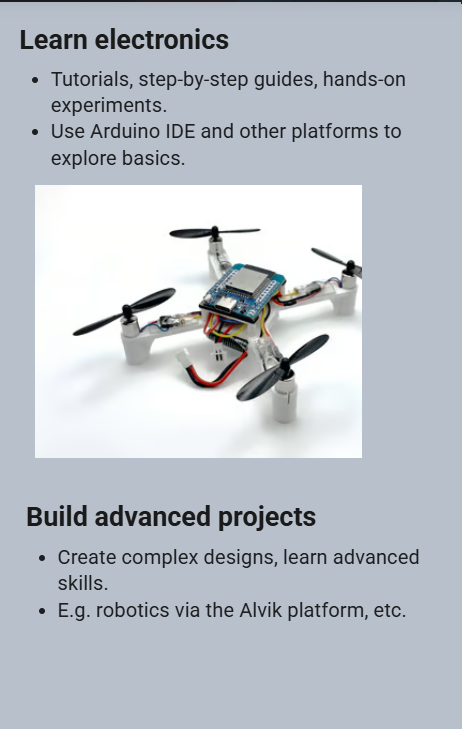 Learn electronics
• Tutorials, step-by-step guides, hands-on
experiments.
• Use Arduino IDE and other platforms to
explore basics.
Build advanced projects
• Create complex designs, learn advanced
skills.
• E.g. robotics via the Alvik platform, etc.